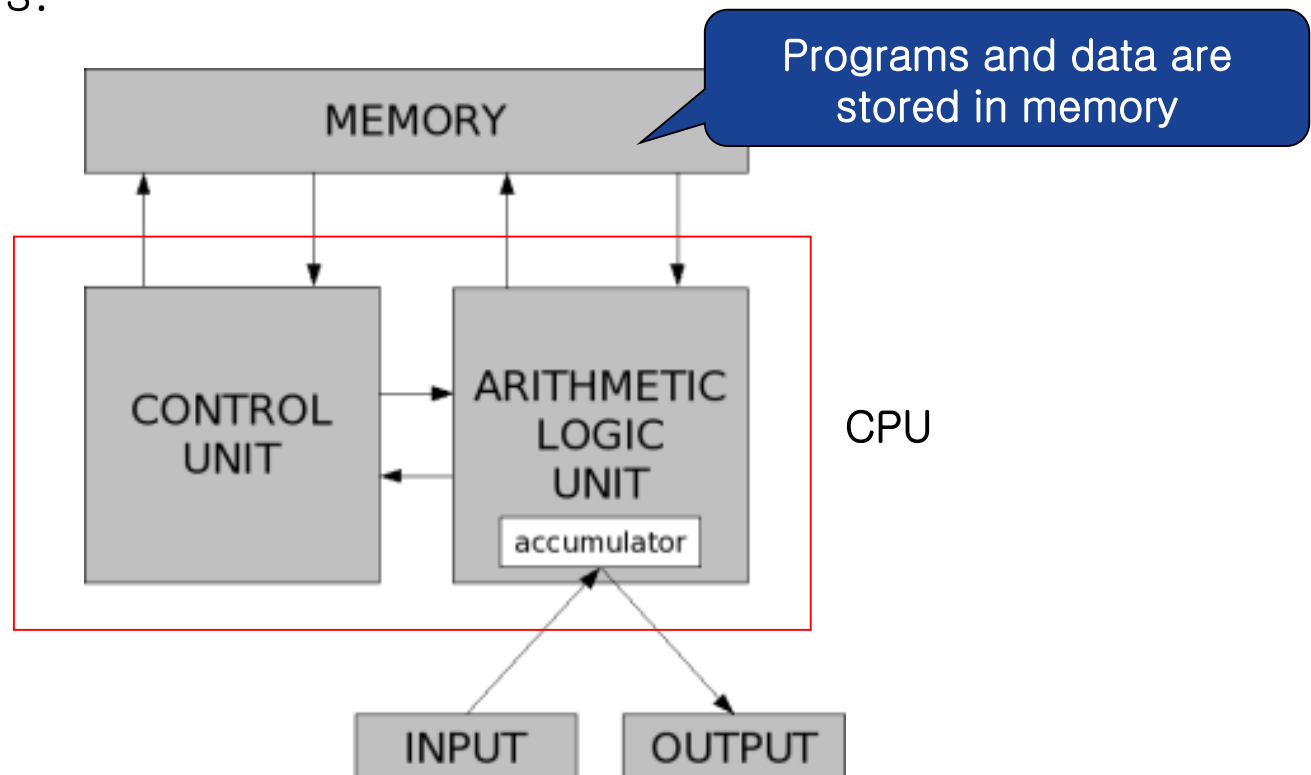 Programs and data are
stored in memory
MEMORY
CONTROL
UNIT
ARITHMETIC
LOGIC
UNIT
accumulator
CPU
INPUT
OUTPUT